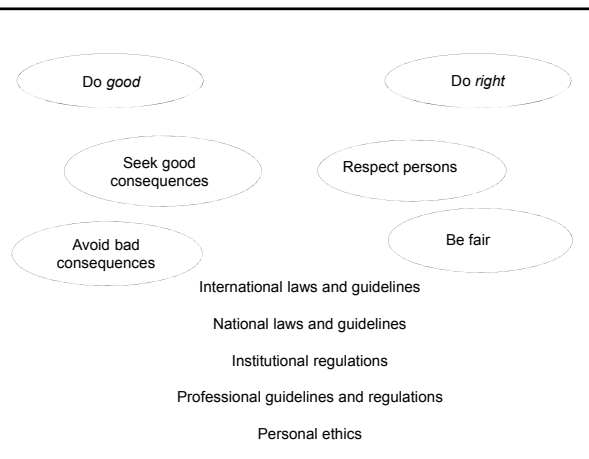 Do good
Do right
Seek good
consequences
Respect persons
Avoid bad
consequences
Be fair
International laws and guidelines
National laws and guidelines
Institutional regulations
Professional guidelines and regulations
Personal ethics